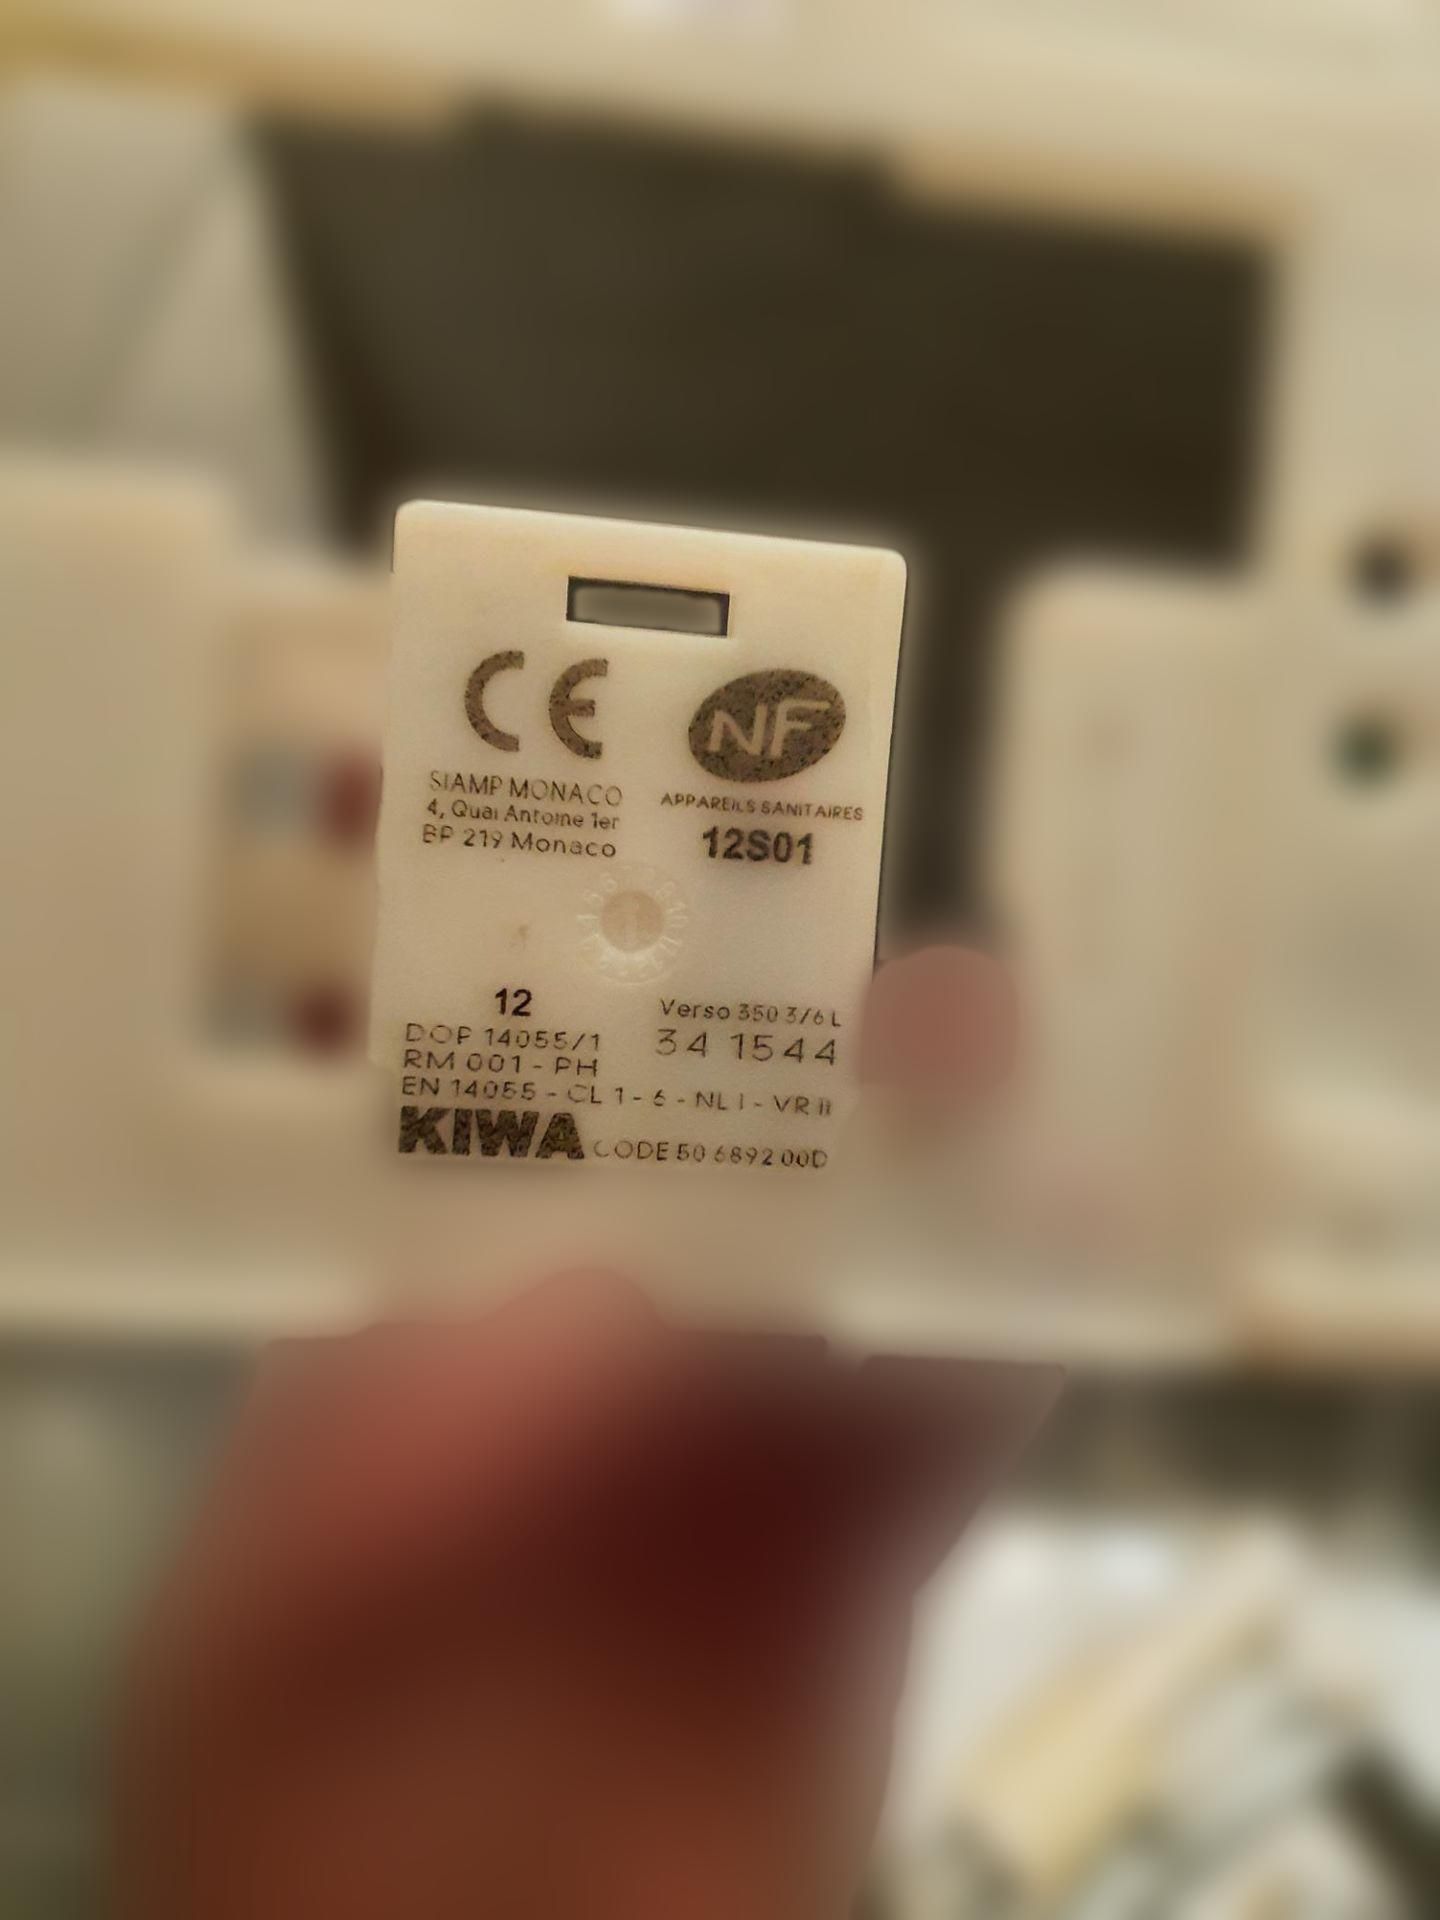 CE
NF
SIAMP MONACO
4, Quai Antoine 1er
BP 219 Monaco
APPAREILS SANITAIRES
12S01
12
DOP 14055/1
RM 001 - PH
Verso 350 3/6 L
34 1544
EN 14055 - CL 1 - 6 - NL I - VR II
KIWA CODE 50 6892 00D